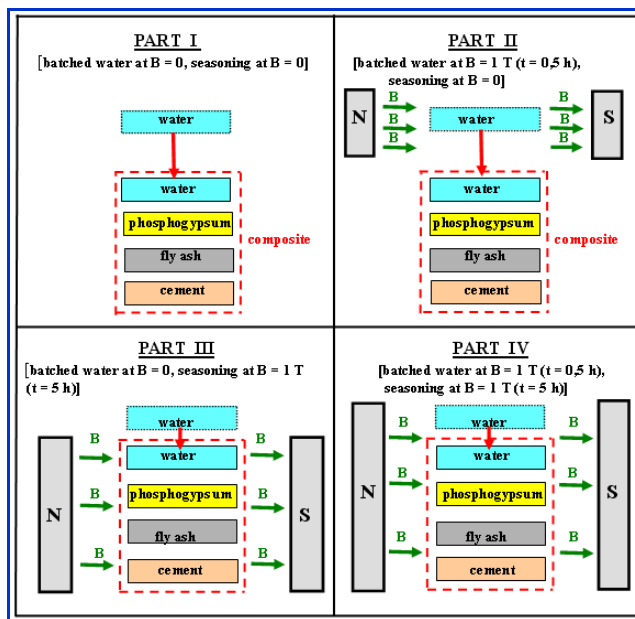 PART I
[batched water at B = 0, seasoning at B = 0]
water
water
phosphogypsum
fly ash
cement
composite
PART II
[batched water at B = 1 T (t = 0,5 h),
seasoning at B = 0]
N
B
B
B
water
B
B
B
S
water
phosphogypsum
fly ash
cement
composite
PART III
[batched water at B = 0, seasoning at B = 1 T
(t = 5 h)]
water
N
B
B
B
water
phosphogypsum
fly ash
cement
B
B
B
S
PART IV
[batched water at B = 1 T (t = 0,5 h),
seasoning at B = 1 T (t = 5 h)]
water
N
B
B
B
water
phosphogypsum
fly ash
cement
B
B
B
S